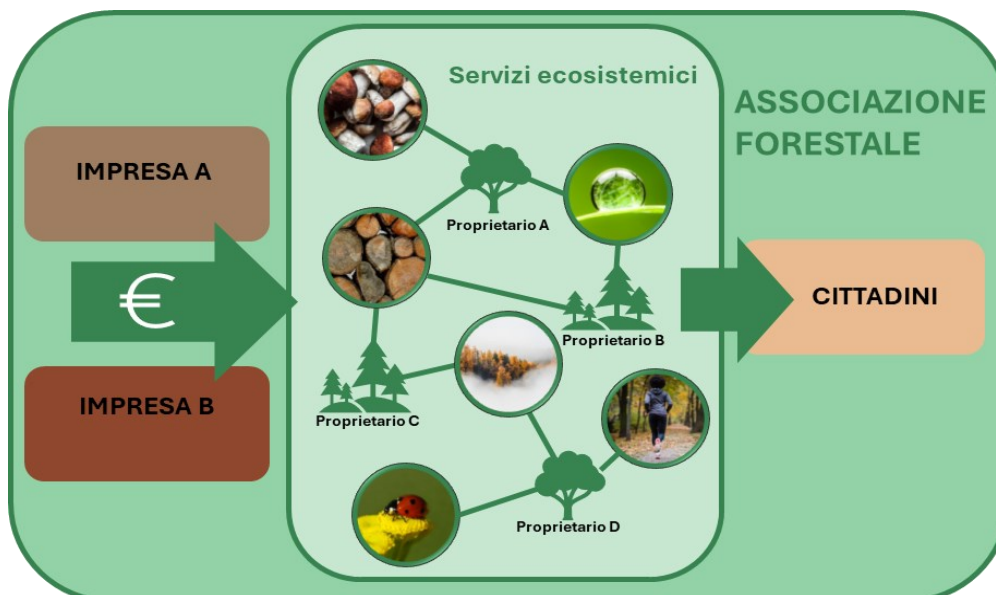 Servizi ecosistemici
ASSOCIAZIONE
FORESTALE
IMPRESA A
Proprietario A
€
CITTADINI
Proprietario B
IMPRESA B
Proprietario C
Proprietario D